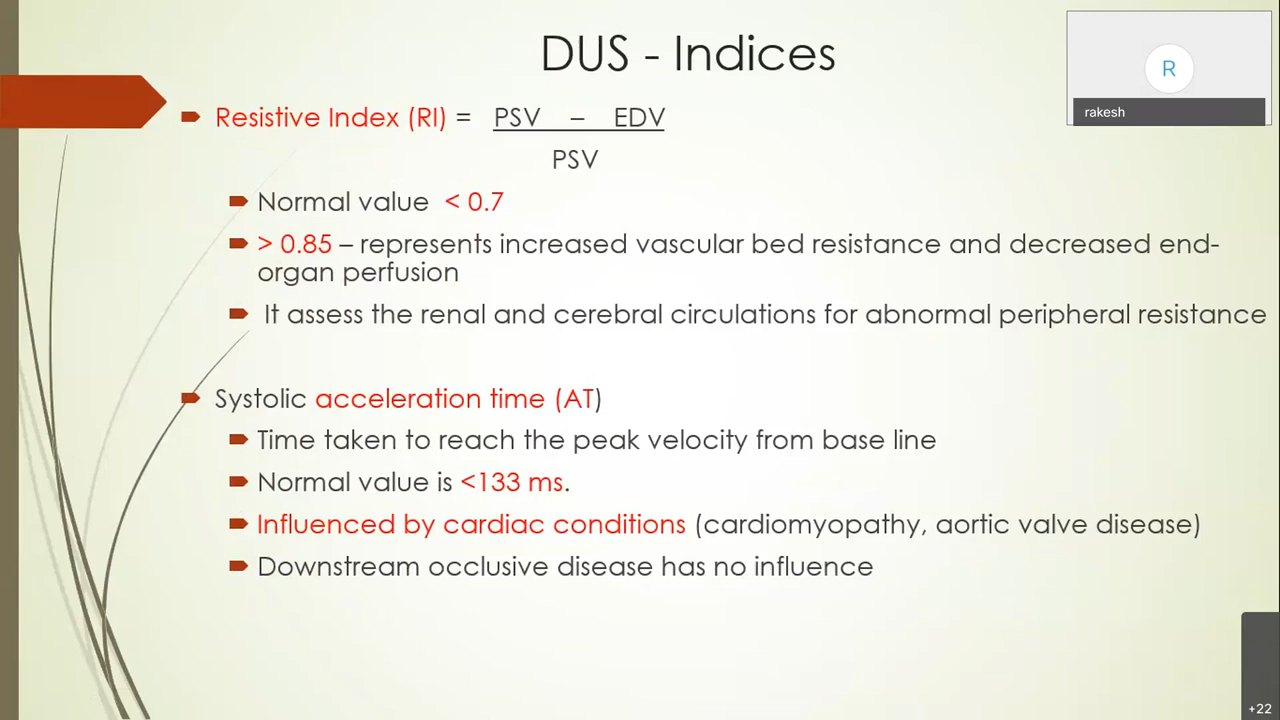 DUS - Indices
R
rakesh
Resistive Index (RI) = PSV – EDV
PSV
Normal value < 0.7
> 0.85 – represents increased vascular bed resistance and decreased end-
organ perfusion
It assess the renal and cerebral circulations for abnormal peripheral resistance
Systolic acceleration time (AT)
Time taken to reach the peak velocity from base line
Normal value is <133 ms.
Influenced by cardiac conditions (cardiomyopathy, aortic valve disease)
Downstream occlusive disease has no influence
+22